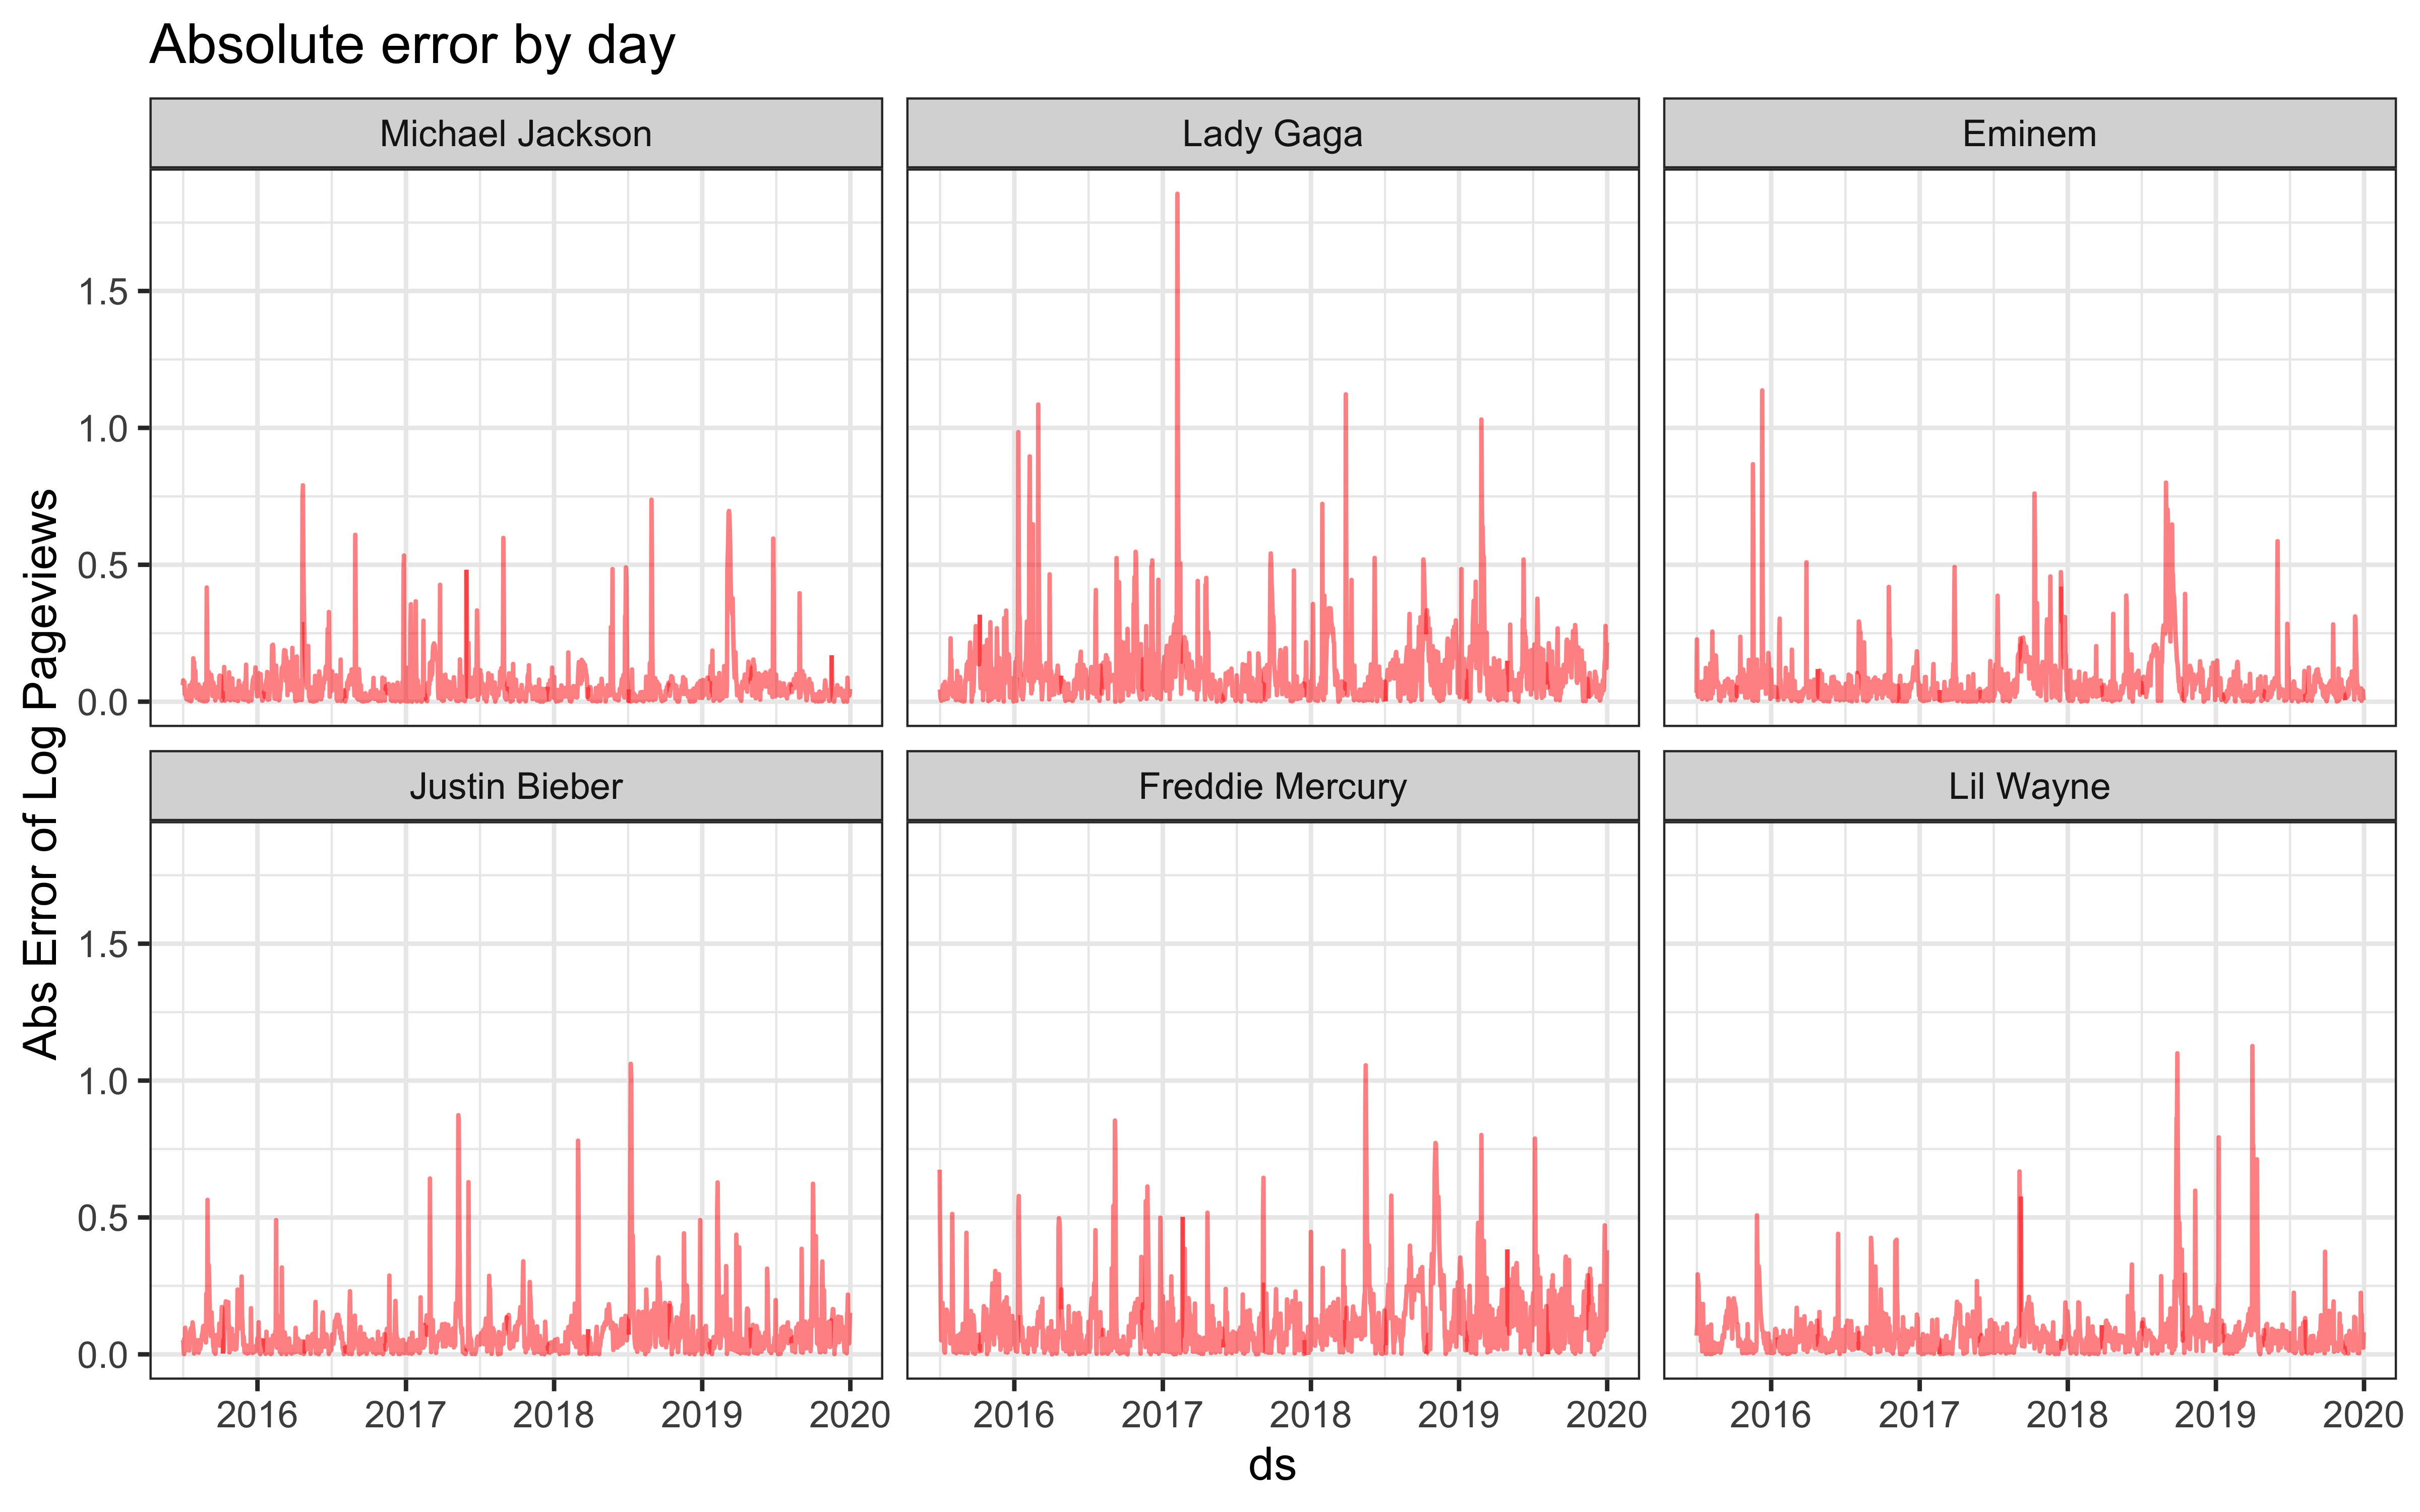 Absolute error by day
Michael Jackson
Lady Gaga
Eminem
1.5
1.0
0.5
0.0
Abs Error of Log Pageviews
Justin Bieber
Freddie Mercury
Lil Wayne
1.5
1.0
0.5
0.0
2016 2017 2018 2019 2020
2016 2017 2018 2019 2020
2016 2017 2018 2019 2020
ds